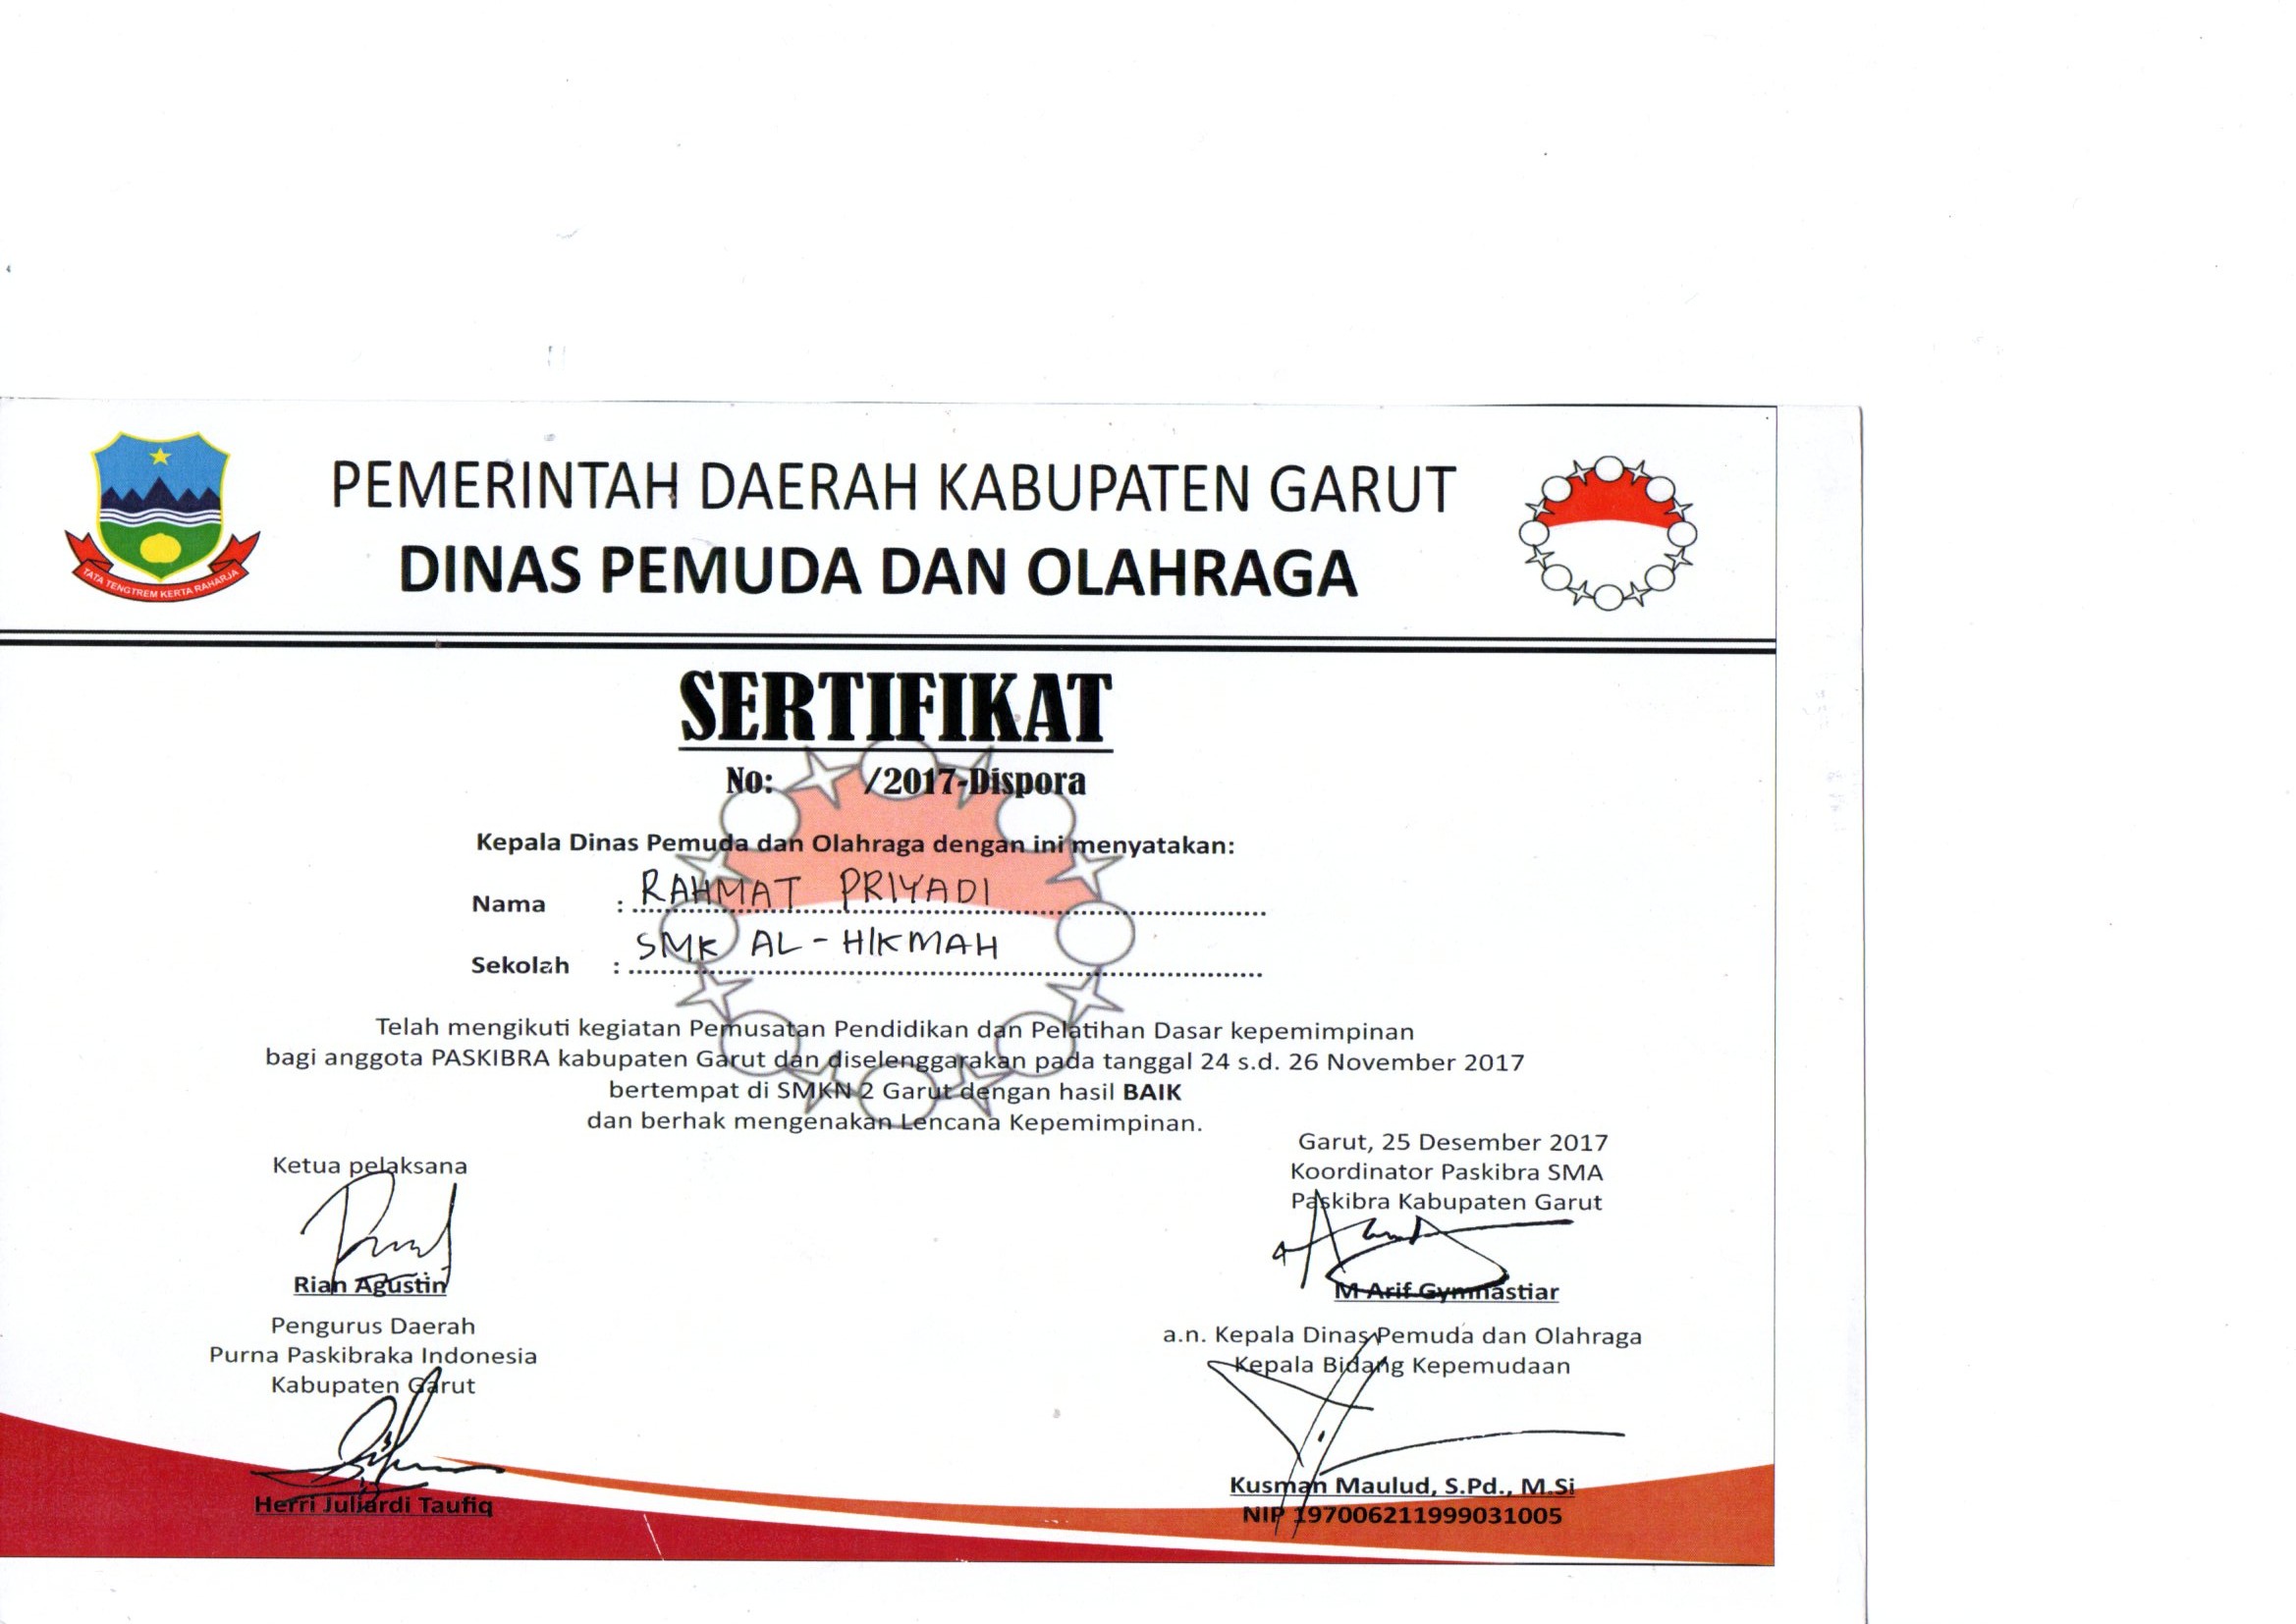 PEMERINTAH DAERAH KABUPATEN GARUT
DINAS PEMUDA DAN OLAHRAGA
TATA TENGTREM KERTA RAHARJA
SERTIFIKAT
No: /2017-Dispora
Kepala Dinas Pemuda dan Olahraga dengan ini menyatakan:
Nama : RAHMAT PRIYADI
Sekolah : SMK AL-HIKMAH
Telah mengikuti kegiatan Pemusatan Pendidikan dan Pelatihan Dasar kepemimpinan
bagi anggota PASKIBRA kabupaten Garut dan diselenggarakan pada tanggal 24 s.d. 26 November 2017
bertempat di SMKN 2 Garut dengan hasil BAIK
dan berhak mengenakan Lencana Kepemimpinan.
Ketua pelaksana
Rian Agustin
Garut, 25 Desember 2017
Koordinator Paskibra SMA
Paskibra Kabupaten Garut
M Arif Gymnastiar
Pengurus Daerah
Purna Paskibraka Indonesia
Kabupaten Garut
Herri Juliardi Taufiq
a.n. Kepala Dinas Pemuda dan Olahraga
Kepala Bidang Kepemudaan
Kusman Maulud, S.Pd., M.Si
NIP 197006211999031005